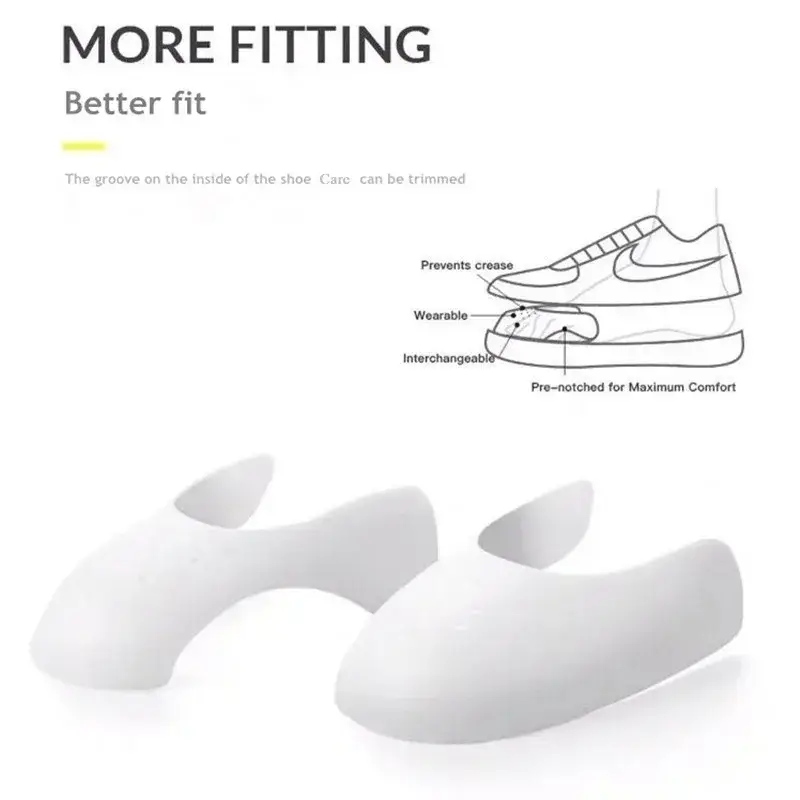 MORE FITTING
Better fit
The groove on the inside of the shoe Care can be trimmed
Prevents crease
Wearable
Interchangeable
Pre-notched for Maximum Comfort